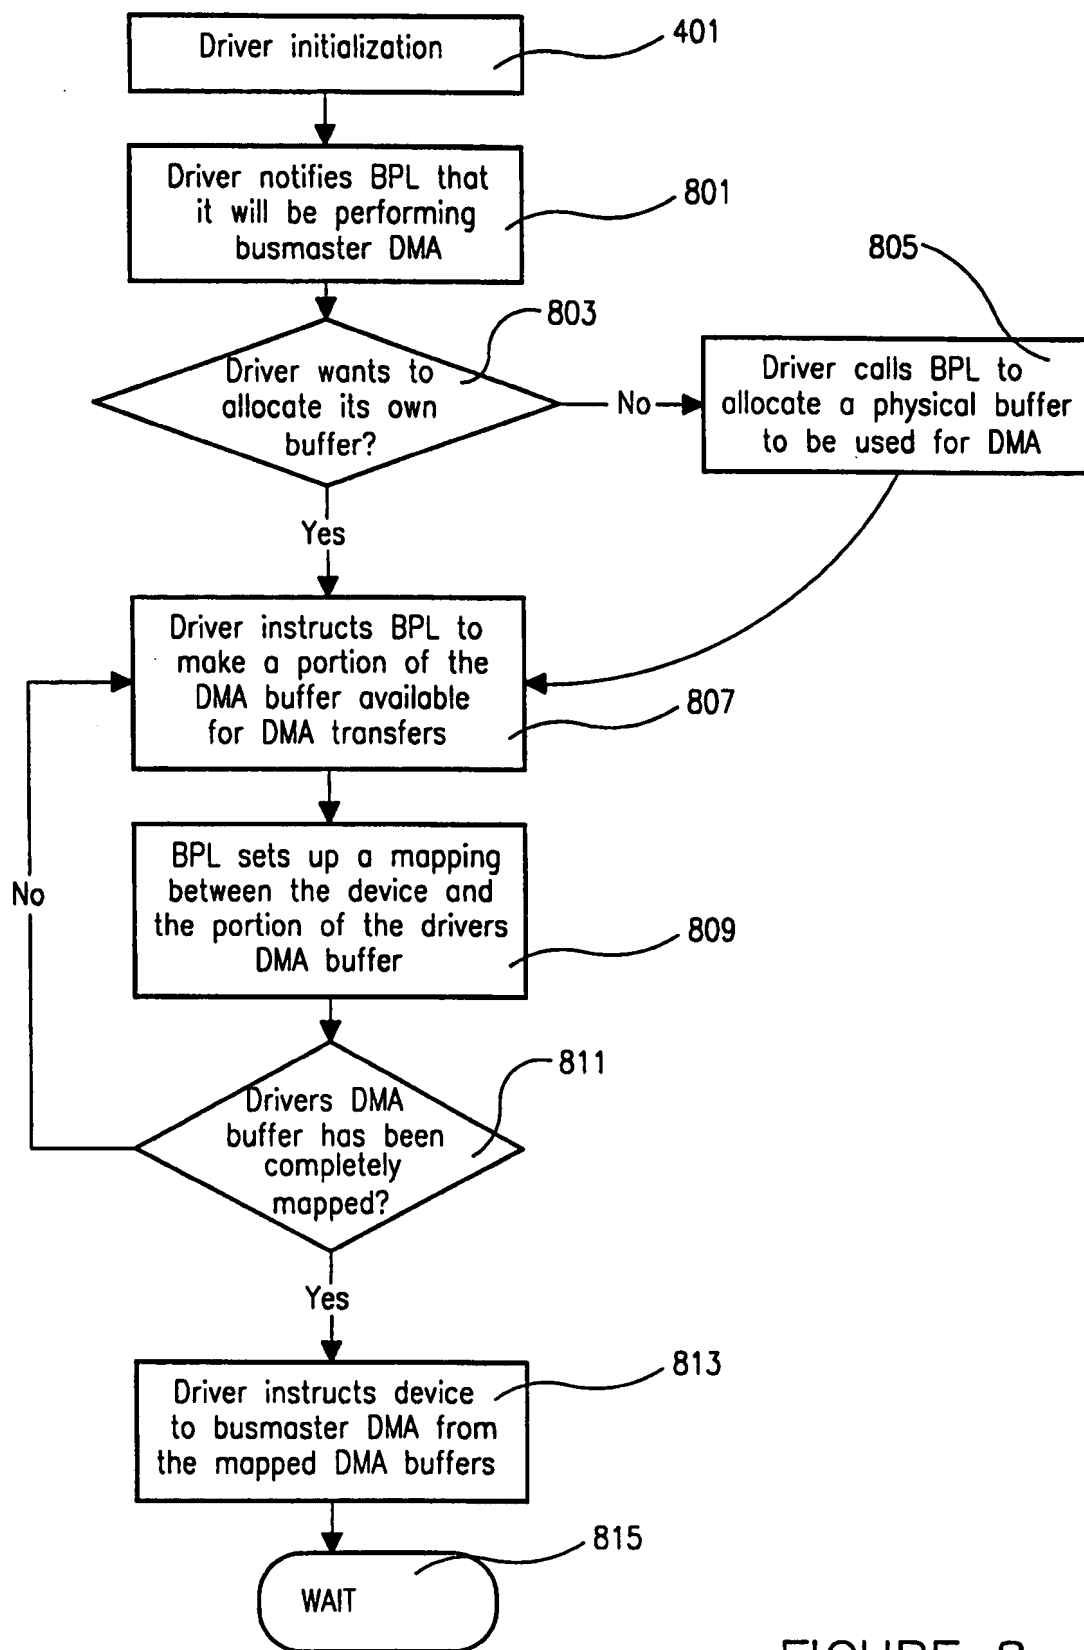 Driver initialization
401
Driver notifies BPL that
it will be performing
busmaster DMA
801
803
Driver wants to
allocate its own
buffer?
No
805
Driver calls BPL to
allocate a physical buffer
to be used for DMA
Yes
Driver instructs BPL to
make a portion of the
DMA buffer available
for DMA transfers
807
BPL sets up a mapping
between the device and
the portion of the drivers
DMA buffer
809
No
811
Drivers DMA
buffer has been
completely
mapped?
Yes
Driver instructs device
to busmaster DMA from
the mapped DMA buffers
813
WAIT
815